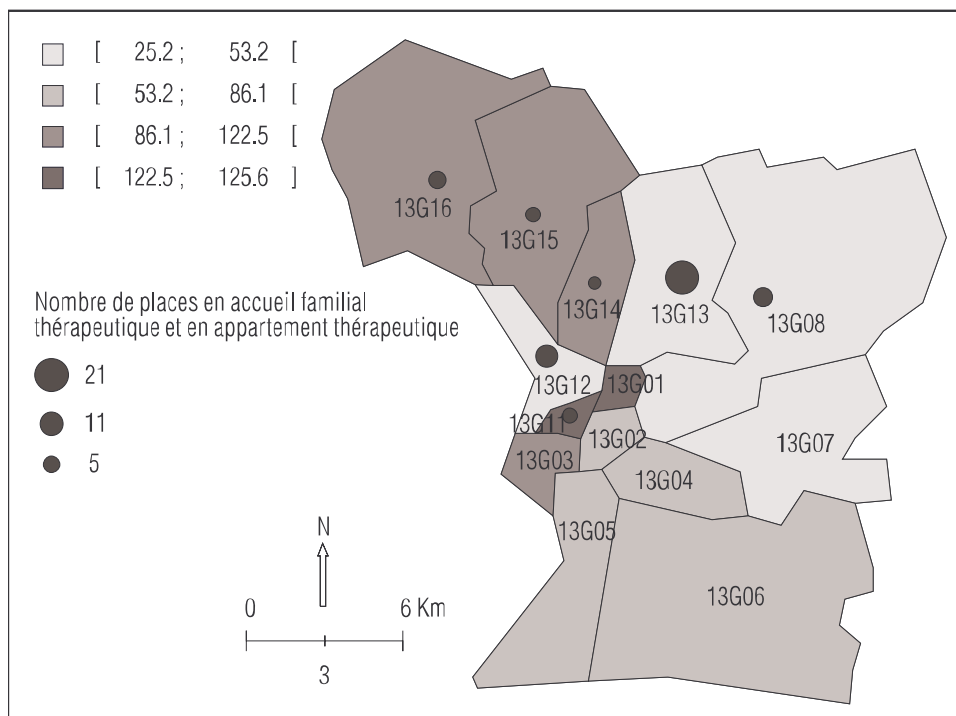 [ 25.2 ; 53.2 [
[ 53.2 ; 86.1 [
[ 86.1 ; 122.5 [
[ 122.5 ; 125.6 ]
13G16
13G15
13G14
13G13
13G08
Nombre de places en accueil familial
thérapeutique et en appartement thérapeutique
21
11
5
13G12
13G01
13G11
13G02
13G07
13G03
13G04
13G05
13G06
N
0
6 Km
3